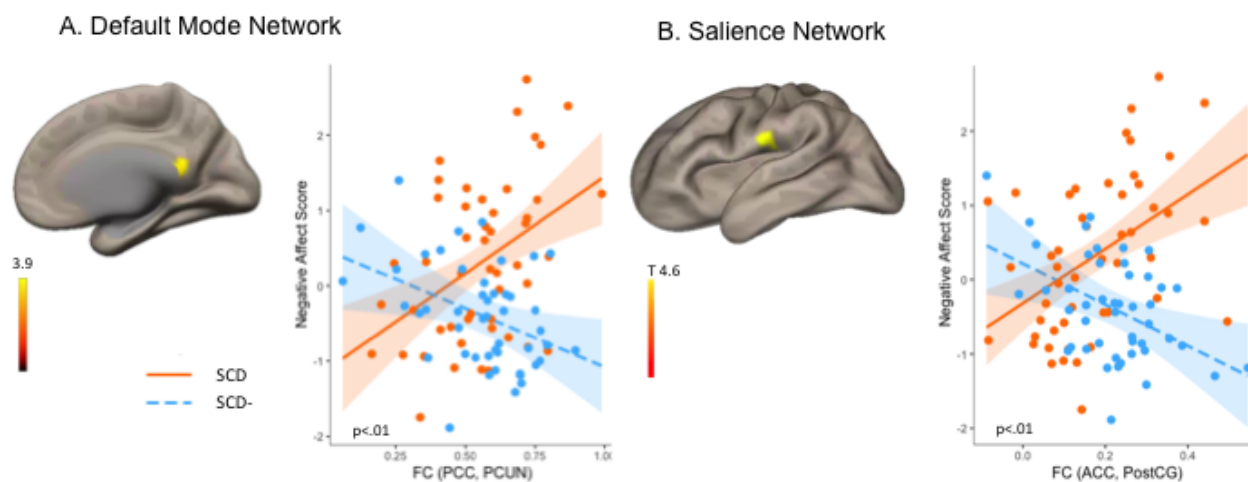 A. Default Mode Network
B. Salience Network
3.9
SCD
SCD-
Negative Affect Score
2
1
0
-1
-2
p<.01
0.25
0.50
0.75
1.00
FC (PCC, PCUN)
T 4.6
Negative Affect Score
2
1
0
-1
-2
p<.01
0.0
0.2
0.4
FC (ACC, PostCG)